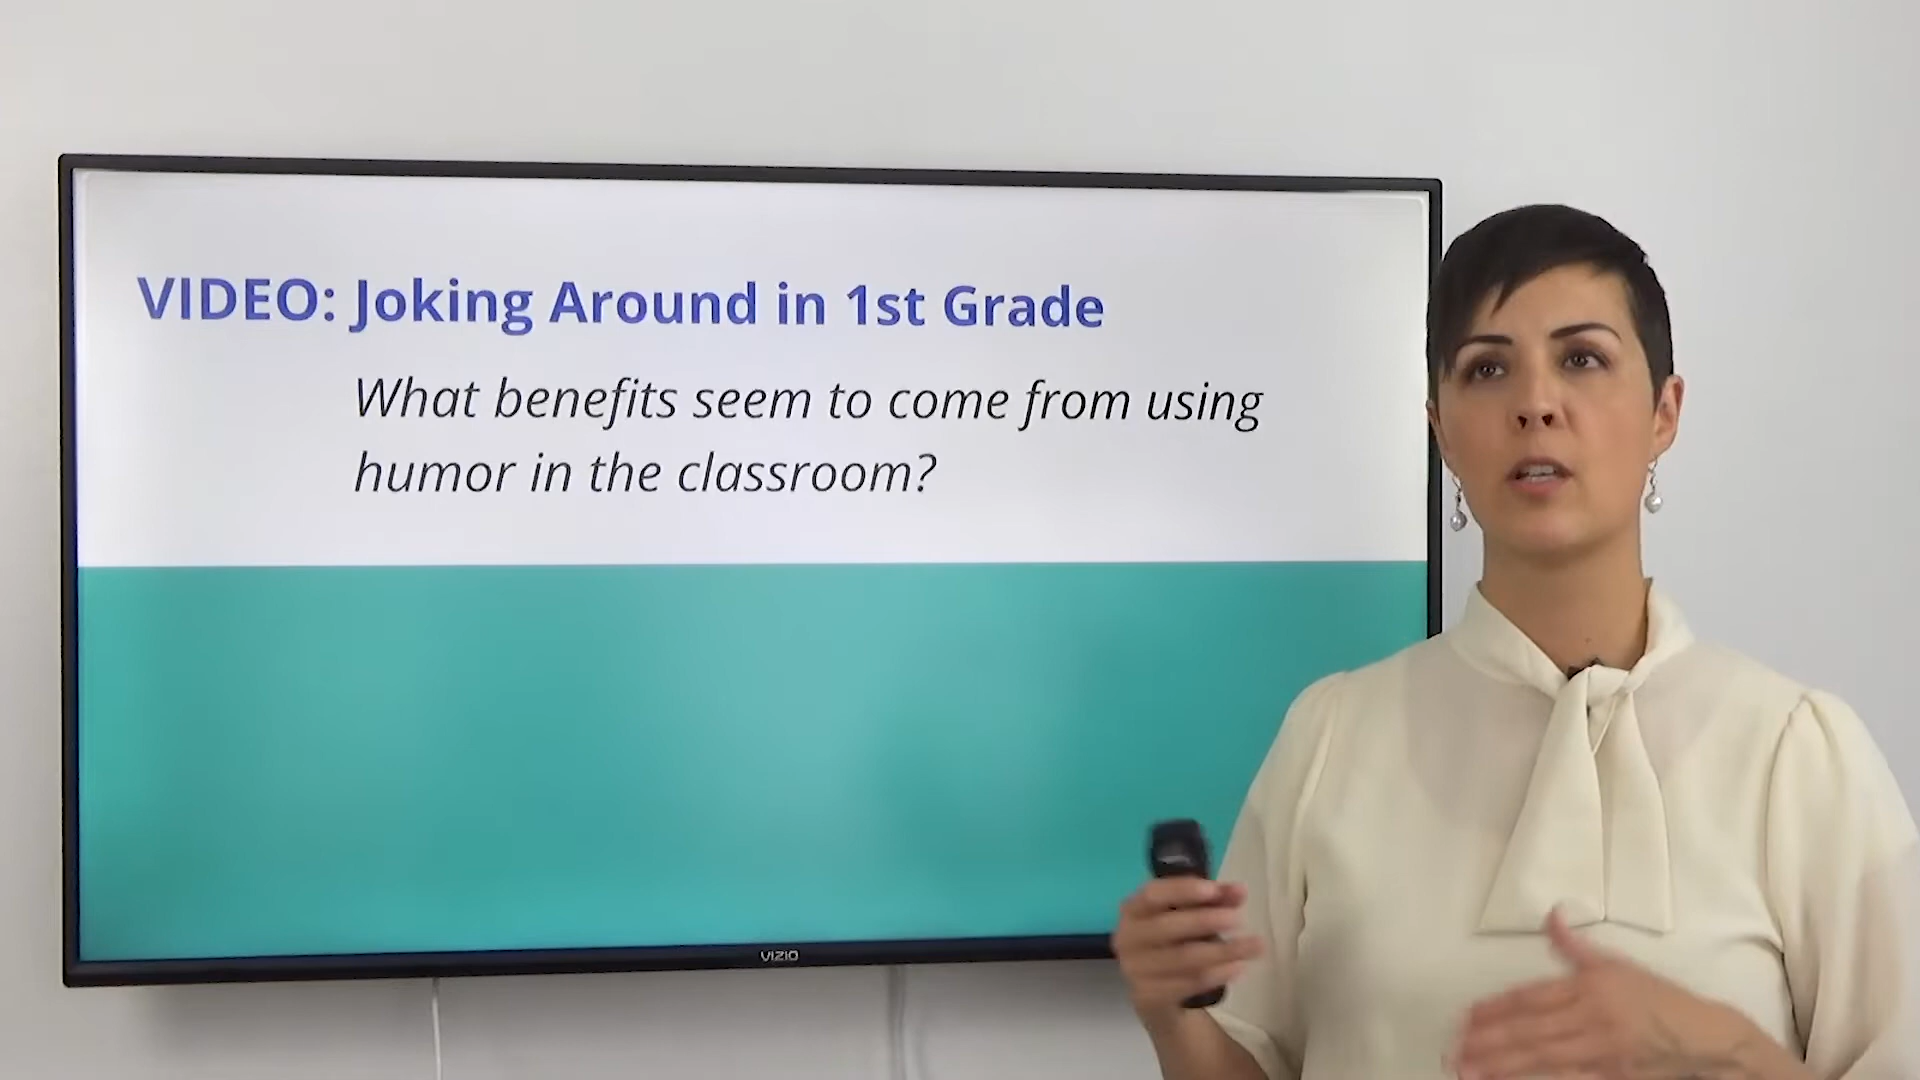 VIDEO: Joking Around in 1st Grade
What benefits seem to come from using
humor in the classroom?
VIZIO